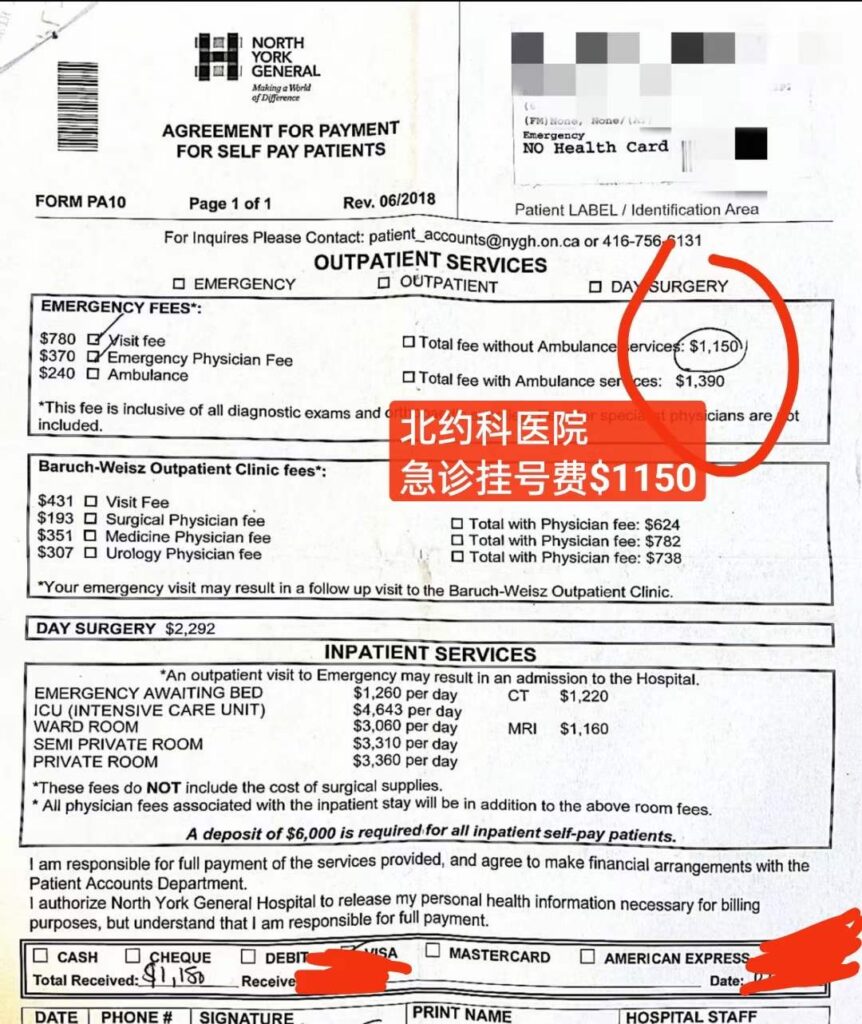 NORTH
YORK
GENERAL
Making a World
of Difference
AGREEMENT FOR PAYMENT
FOR SELF PAY PATIENTS
FORM PA10 Page 1 of 1 Rev. 06/2018
(FM)None, None/
Emergency
NO Health Card
Patient LABEL / Identification Area
For Inquires Please Contact: patient_accounts@nygh.on.ca or 416-756-6131
OUTPATIENT SERVICES
☐ EMERGENCY ☐ OUTPATIENT ☐ DAY SURGERY
EMERGENCY FEES*:
$780 ☑ Visit fee ☐ Total fee without Ambulance services: $1,150
$370 ☑ Emergency Physician Fee
$240 ☐ Ambulance ☐ Total fee with Ambulance services: $1,390
*This fee is inclusive of all diagnostic exams and physicians are not
included.
北约科医院
急诊挂号费$1150
Baruch-Weisz Outpatient Clinic fees*:
$431 ☐ Visit Fee
$193 ☐ Surgical Physician fee ☐ Total with Physician fee: $624
$351 ☐ Medicine Physician fee ☐ Total with Physician fee: $782
$307 ☐ Urology Physician fee ☐ Total with Physician fee: $738
*Your emergency visit may result in a follow up visit to the Baruch-Weisz Outpatient Clinic.
DAY SURGERY $2,292
INPATIENT SERVICES
*An outpatient visit to Emergency may result in an admission to the Hospital.
EMERGENCY AWAITING BED $1,260 per day CT $1,220
ICU (INTENSIVE CARE UNIT) $4,643 per day
WARD ROOM $3,060 per day MRI $1,160
SEMI PRIVATE ROOM $3,310 per day
PRIVATE ROOM $3,360 per day
*These fees do NOT include the cost of surgical supplies.
* All physician fees associated with the inpatient stay will be in addition to the above room fees.
A deposit of $6,000 is required for all inpatient self-pay patients.
I am responsible for full payment of the services provided, and agree to make financial arrangements with the
Patient Accounts Department.
I authorize North York General Hospital to release my personal health information necessary for billing
purposes, but understand that I am responsible for full payment.
☐ CASH ☐ CHEQUE ☐ DEBIT ☑ VISA ☐ MASTERCARD ☐ AMERICAN EXPRESS
Total Received: $1,150 Receive Date:
DATE PHONE # SIGNATURE PRINT NAME HOSPITAL STAFF